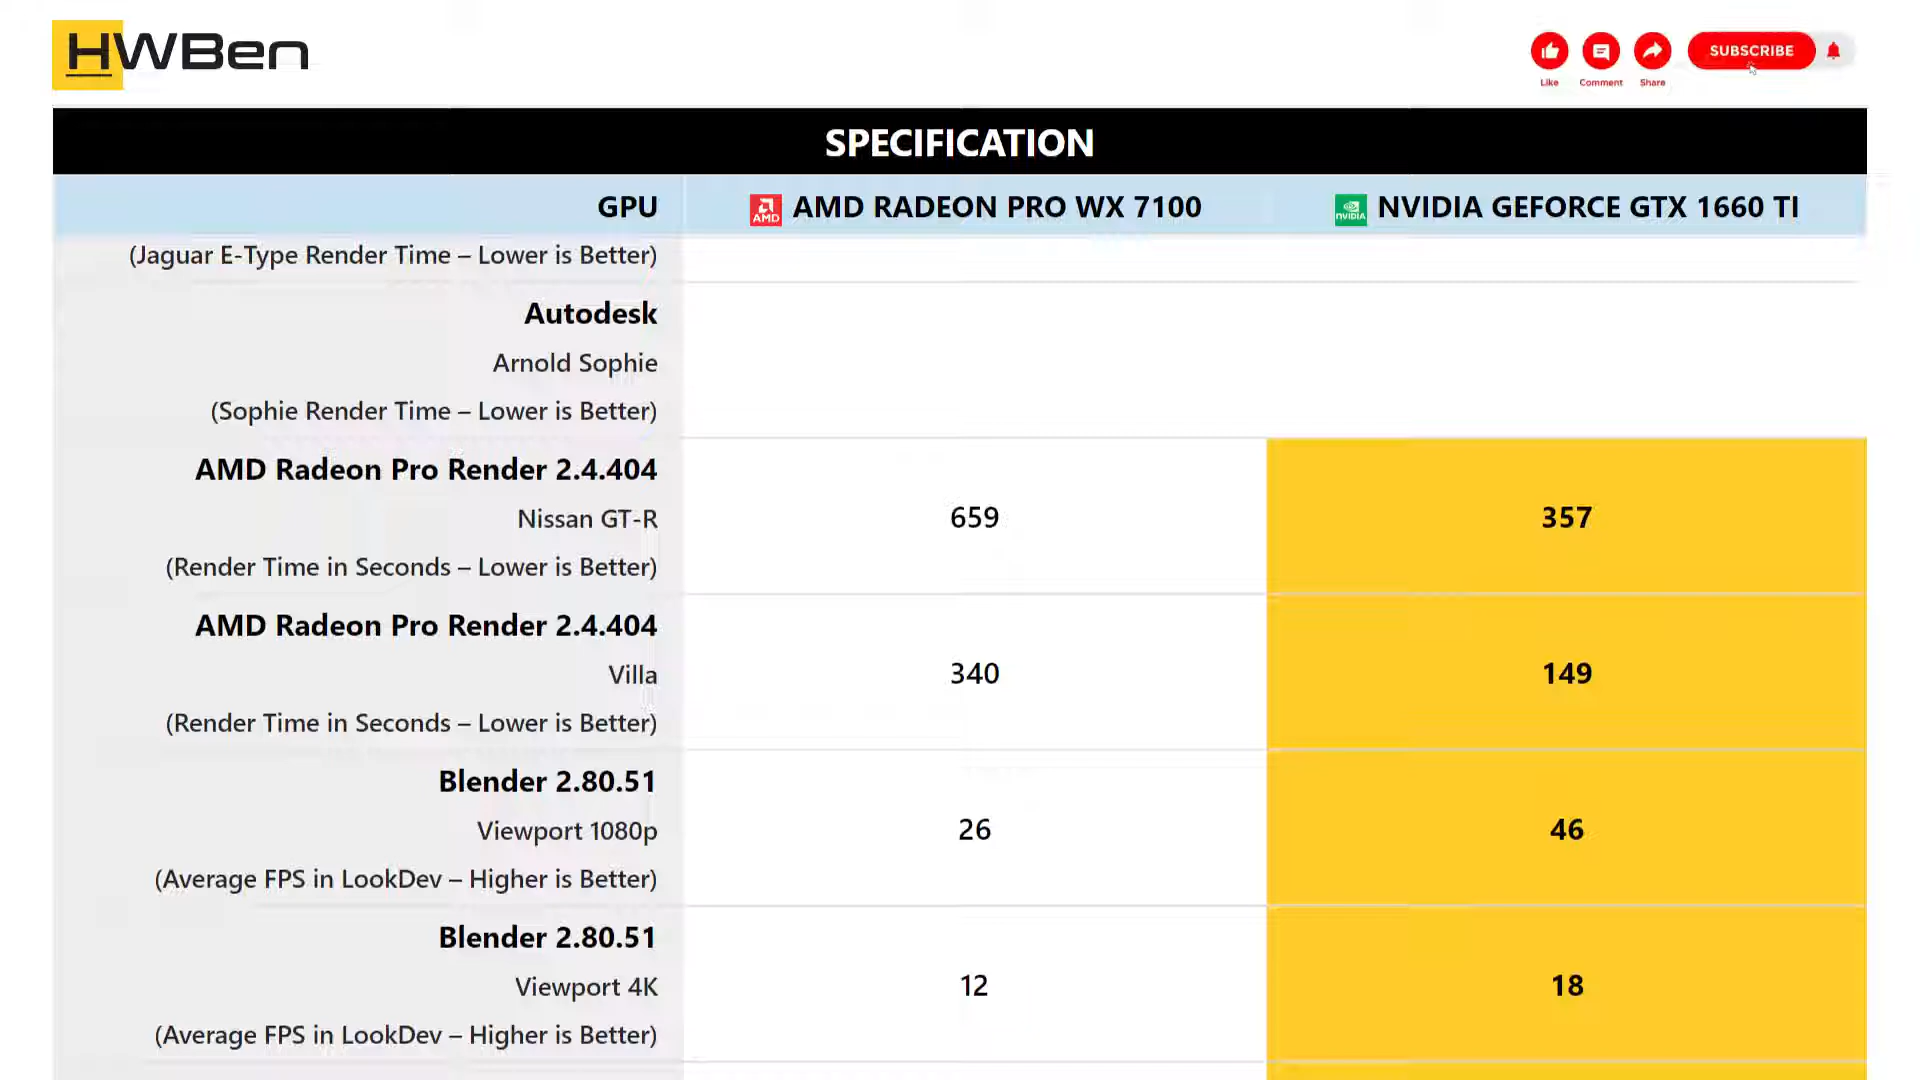 HWBen
Like
Comment
Share
SUBSCRIBE
SPECIFICATION
GPU
AMD
AMD RADEON PRO WX 7100
NVIDIA
NVIDIA GEFORCE GTX 1660 TI
(Jaguar E-Type Render Time – Lower is Better)
Autodesk
Arnold Sophie
(Sophie Render Time – Lower is Better)
AMD Radeon Pro Render 2.4.404
Nissan GT-R
(Render Time in Seconds – Lower is Better)
659
357
AMD Radeon Pro Render 2.4.404
Villa
(Render Time in Seconds – Lower is Better)
340
149
Blender 2.80.51
Viewport 1080p
(Average FPS in LookDev – Higher is Better)
26
46
Blender 2.80.51
Viewport 4K
(Average FPS in LookDev – Higher is Better)
12
18